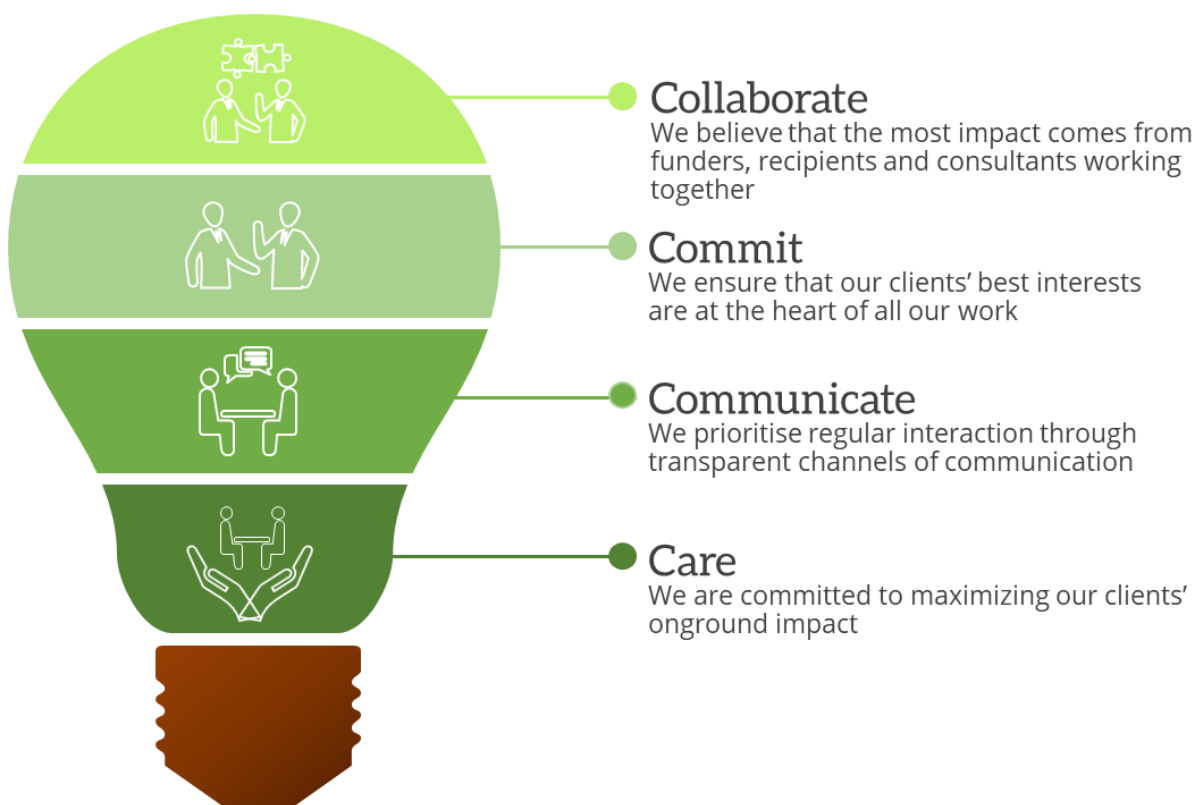 Collaborate
We believe that the most impact comes from
funders, recipients and consultants working
together
Commit
We ensure that our clients’ best interests
are at the heart of all our work
Communicate
We prioritise regular interaction through
transparent channels of communication
Care
We are committed to maximizing our clients’
onground impact